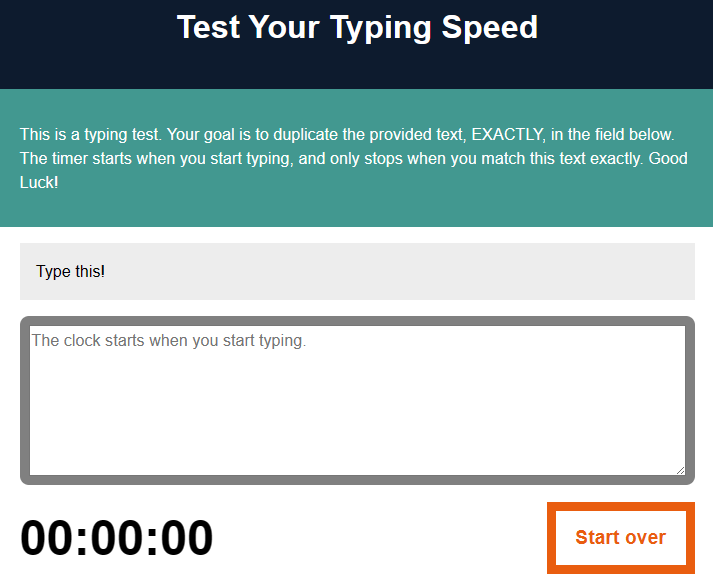 Test Your Typing Speed
This is a typing test. Your goal is to duplicate the provided text, EXACTLY, in the field below.
The timer starts when you start typing, and only stops when you match this text exactly. Good
Luck!
Type this!
The clock starts when you start typing.
00:00:00
Start over